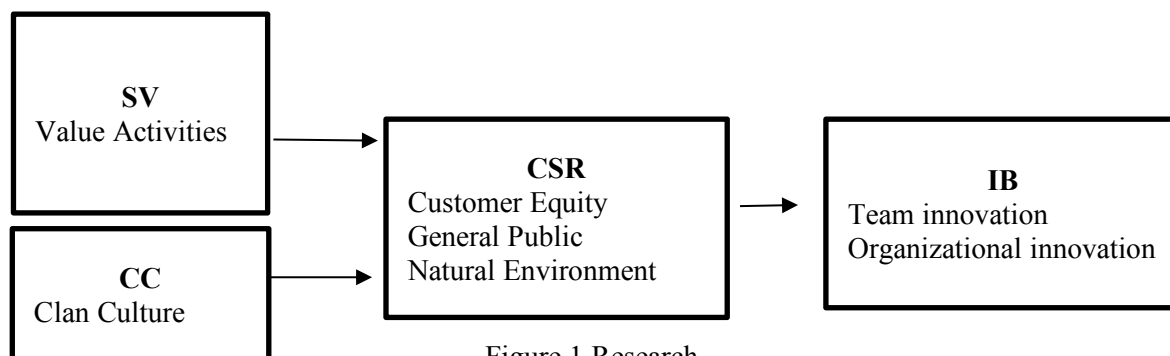 SV
Value Activities
CC
Clan Culture
CSR
Customer Equity
General Public
Natural Environment
IB
Team innovation
Organizational innovation
Figure 1 Research